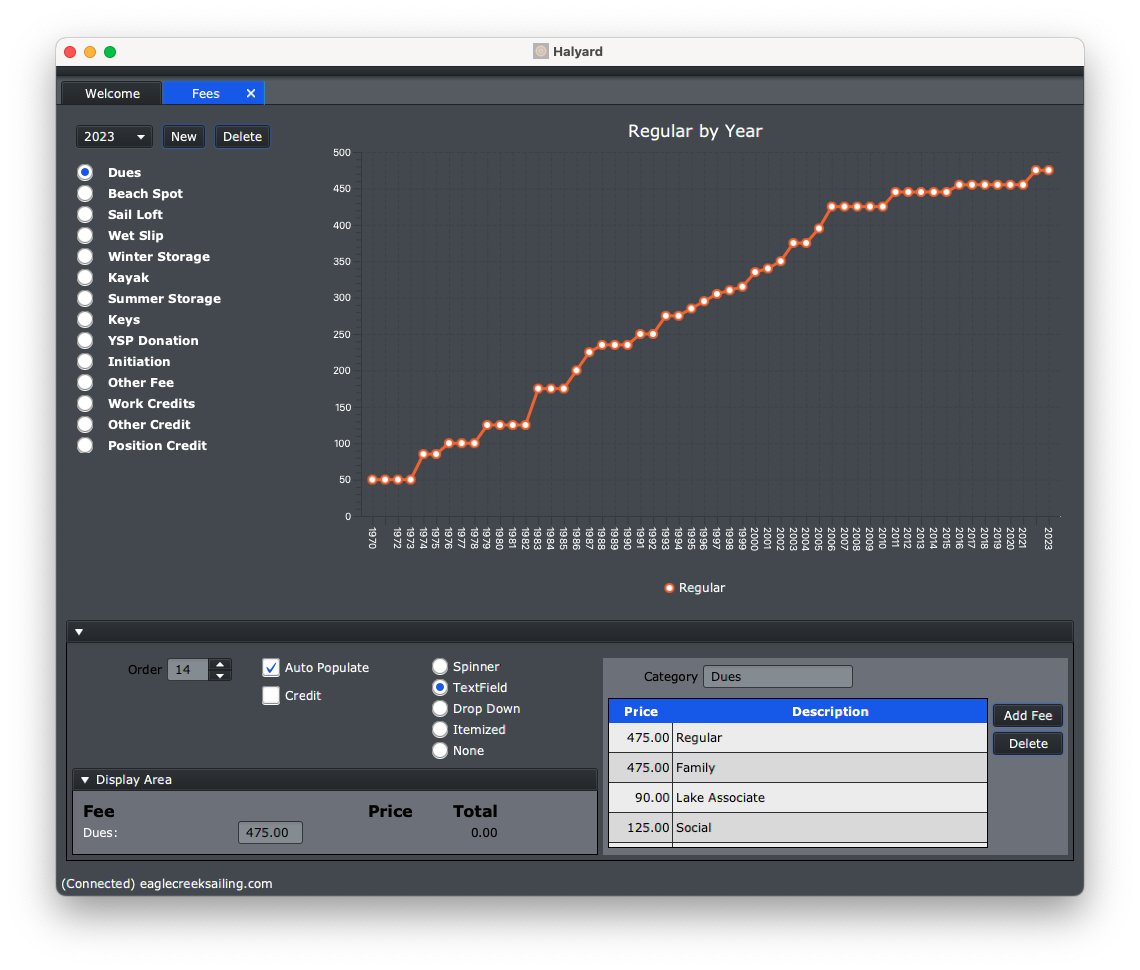 Halyard
Welcome
Fees
2023 New Delete
Dues
Beach Spot
Sail Loft
Wet Slip
Winter Storage
Kayak
Summer Storage
Keys
YSP Donation
Initiation
Other Fee
Work Credits
Other Credit
Position Credit
Regular by Year
500
450
400
350
300
250
200
150
100
50
0
1970 1972 1973 1974 1975 1976 1977 1978 1979 1980 1981 1982 1983 1984 1985 1986 1987 1988 1989 1990 1991 1992 1993 1994 1995 1996 1997 1998 1999 2000 2001 2002 2003 2004 2005 2006 2007 2008 2009 2010 2011 2012 2013 2014 2015 2016 2017 2018 2019 2020 2021 2023
Regular
Order 14
Auto Populate
Credit
Spinner
TextField
Drop Down
Itemized
None
Display Area
Fee Price Total
Dues: 475.00 0.00
Category Dues
Price Description
475.00 Regular
475.00 Family
90.00 Lake Associate
125.00 Social
Add Fee
Delete
(Connected) eaglecreeksailing.com